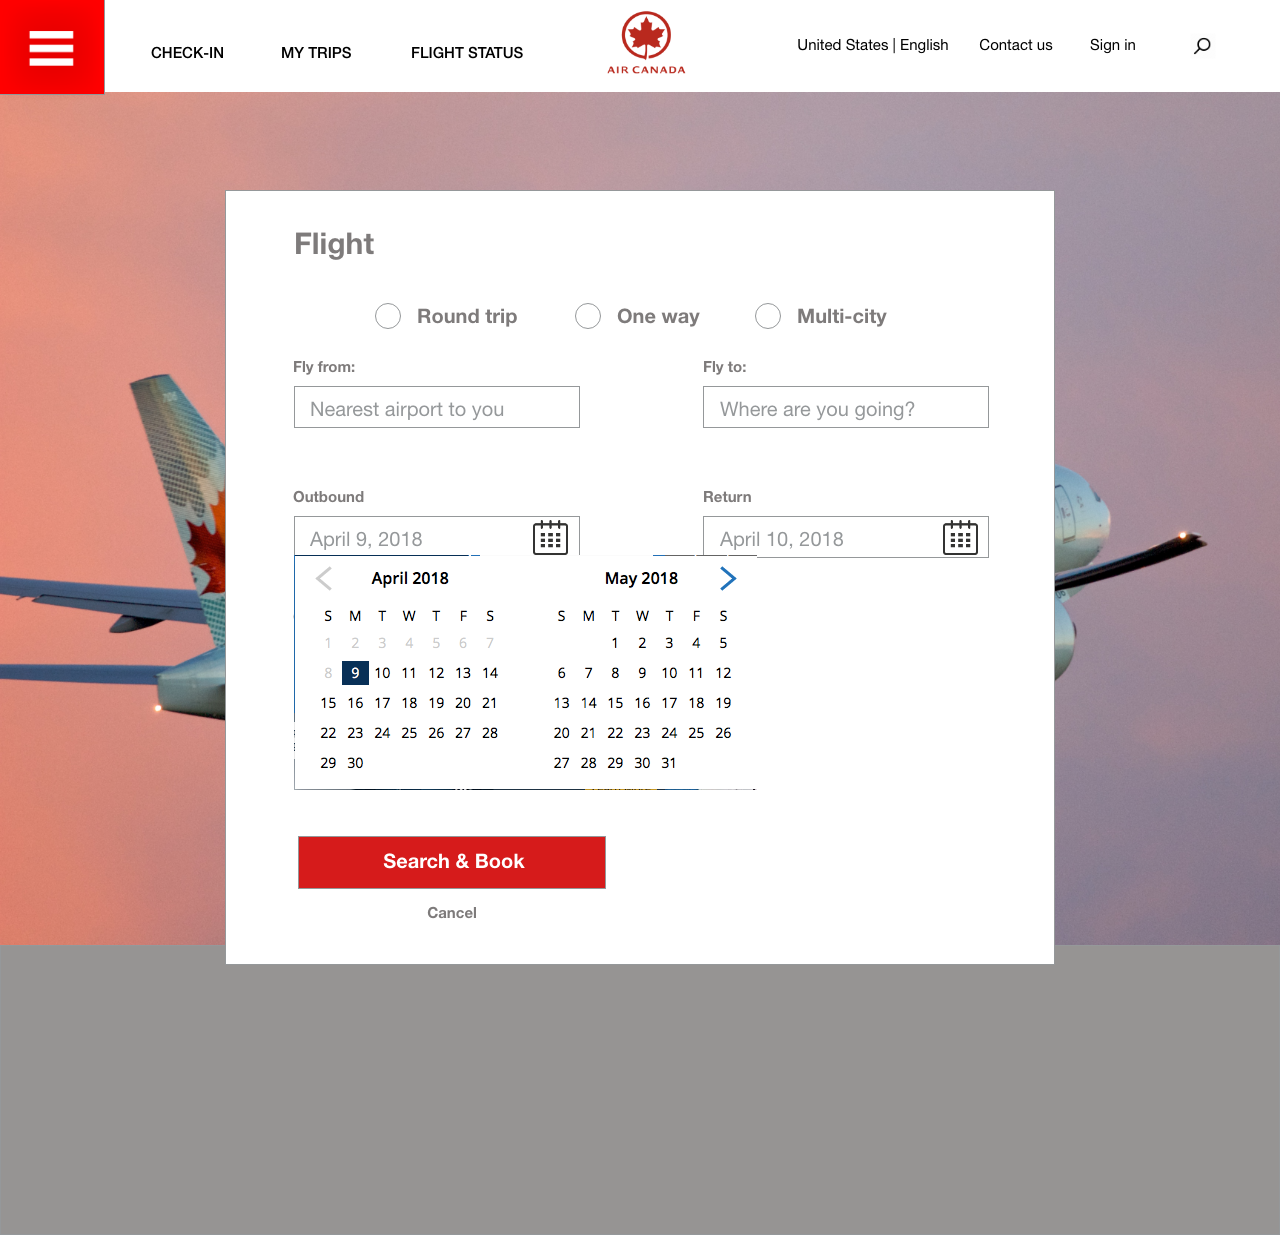 CHECK-IN MY TRIPS FLIGHT STATUS
AIR CANADA
United States | English Contact us Sign in
Flight
Round trip One way Multi-city
Fly from: Fly to:
Nearest airport to you Where are you going?
Outbound Return
April 9, 2018 April 10, 2018
April 2018 May 2018
S M T W T F S S M T W T F S
1 2 3 4 5 6 7 1 2 3 4 5
8 9 10 11 12 13 14 6 7 8 9 10 11 12
15 16 17 18 19 20 21 13 14 15 16 17 18 19
22 23 24 25 26 27 28 20 21 22 23 24 25 26
29 30 27 28 29 30 31
Search & Book
Cancel